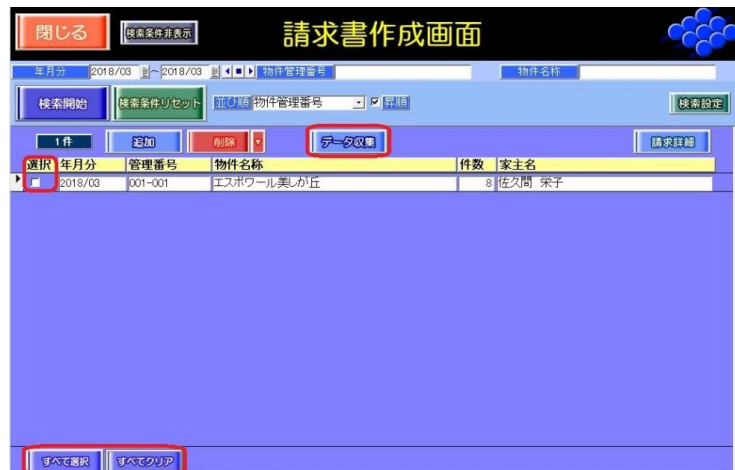 閉じる 検索条件非表示 請求書作成画面
年月分 2018/03 ～ 2018/03 物件管理番号 物件名称
検索開始 検索条件リセット 並び順 物件管理番号 昇順 検索設定
1件 追加 削除 データ収集 請求詳細
選択 年月分 管理番号 物件名称 件数 家主名
2018/03 001-001 エスポワール美しが丘 8 佐久間 栄子
すべて選択 すべてクリア